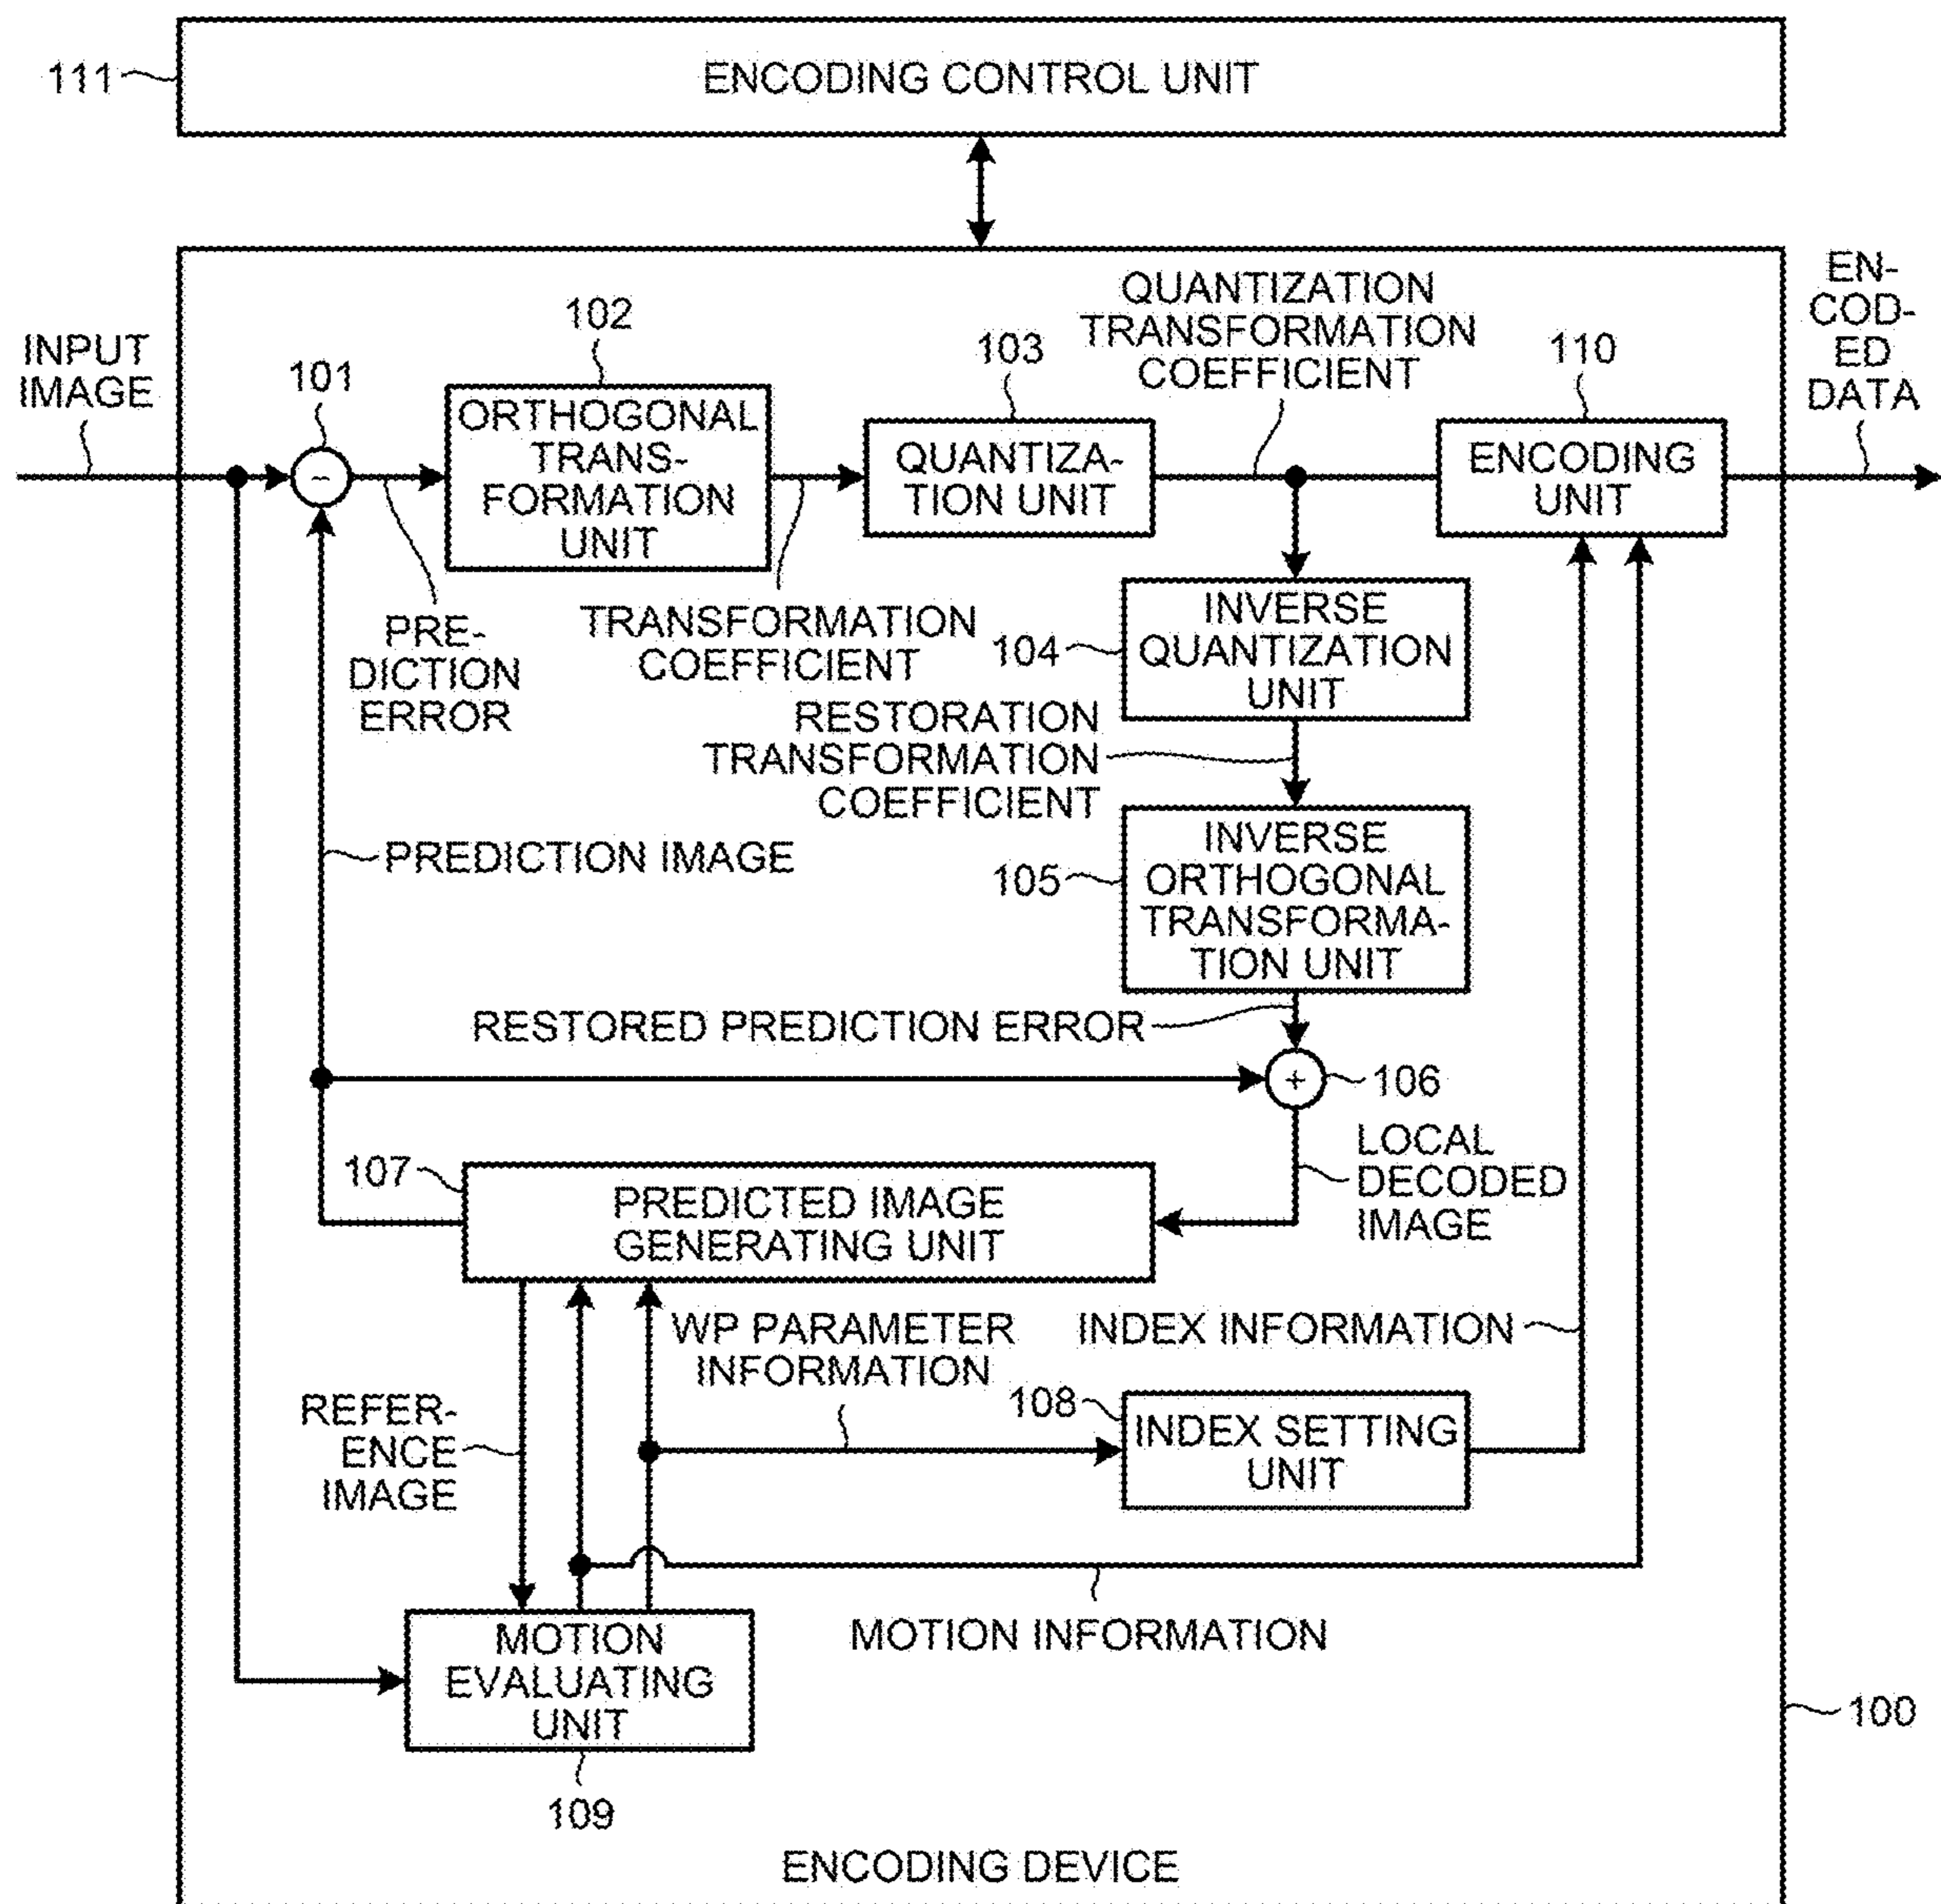 111
ENCODING CONTROL UNIT
INPUT
IMAGE
101
102
ORTHOGONAL
TRANS-
FORMATION
UNIT
103
QUANTIZA-
TION UNIT
QUANTIZATION
TRANSFORMATION
COEFFICIENT
110
ENCODING
UNIT
EN-
COD-
ED
DATA
-
PRE-
DICTION
ERROR
TRANSFORMATION
COEFFICIENT
104
INVERSE
QUANTIZATION
UNIT
RESTORATION
TRANSFORMATION
COEFFICIENT
PREDICTION IMAGE
105
INVERSE
ORTHOGONAL
TRANSFORMA-
TION UNIT
RESTORED PREDICTION ERROR
+
106
LOCAL
DECODED
IMAGE
107
PREDICTED IMAGE
GENERATING UNIT
WP PARAMETER
INFORMATION
INDEX INFORMATION
REFER-
ENCE
IMAGE
108
INDEX SETTING
UNIT
MOTION INFORMATION
MOTION
EVALUATING
UNIT
109
100
ENCODING DEVICE